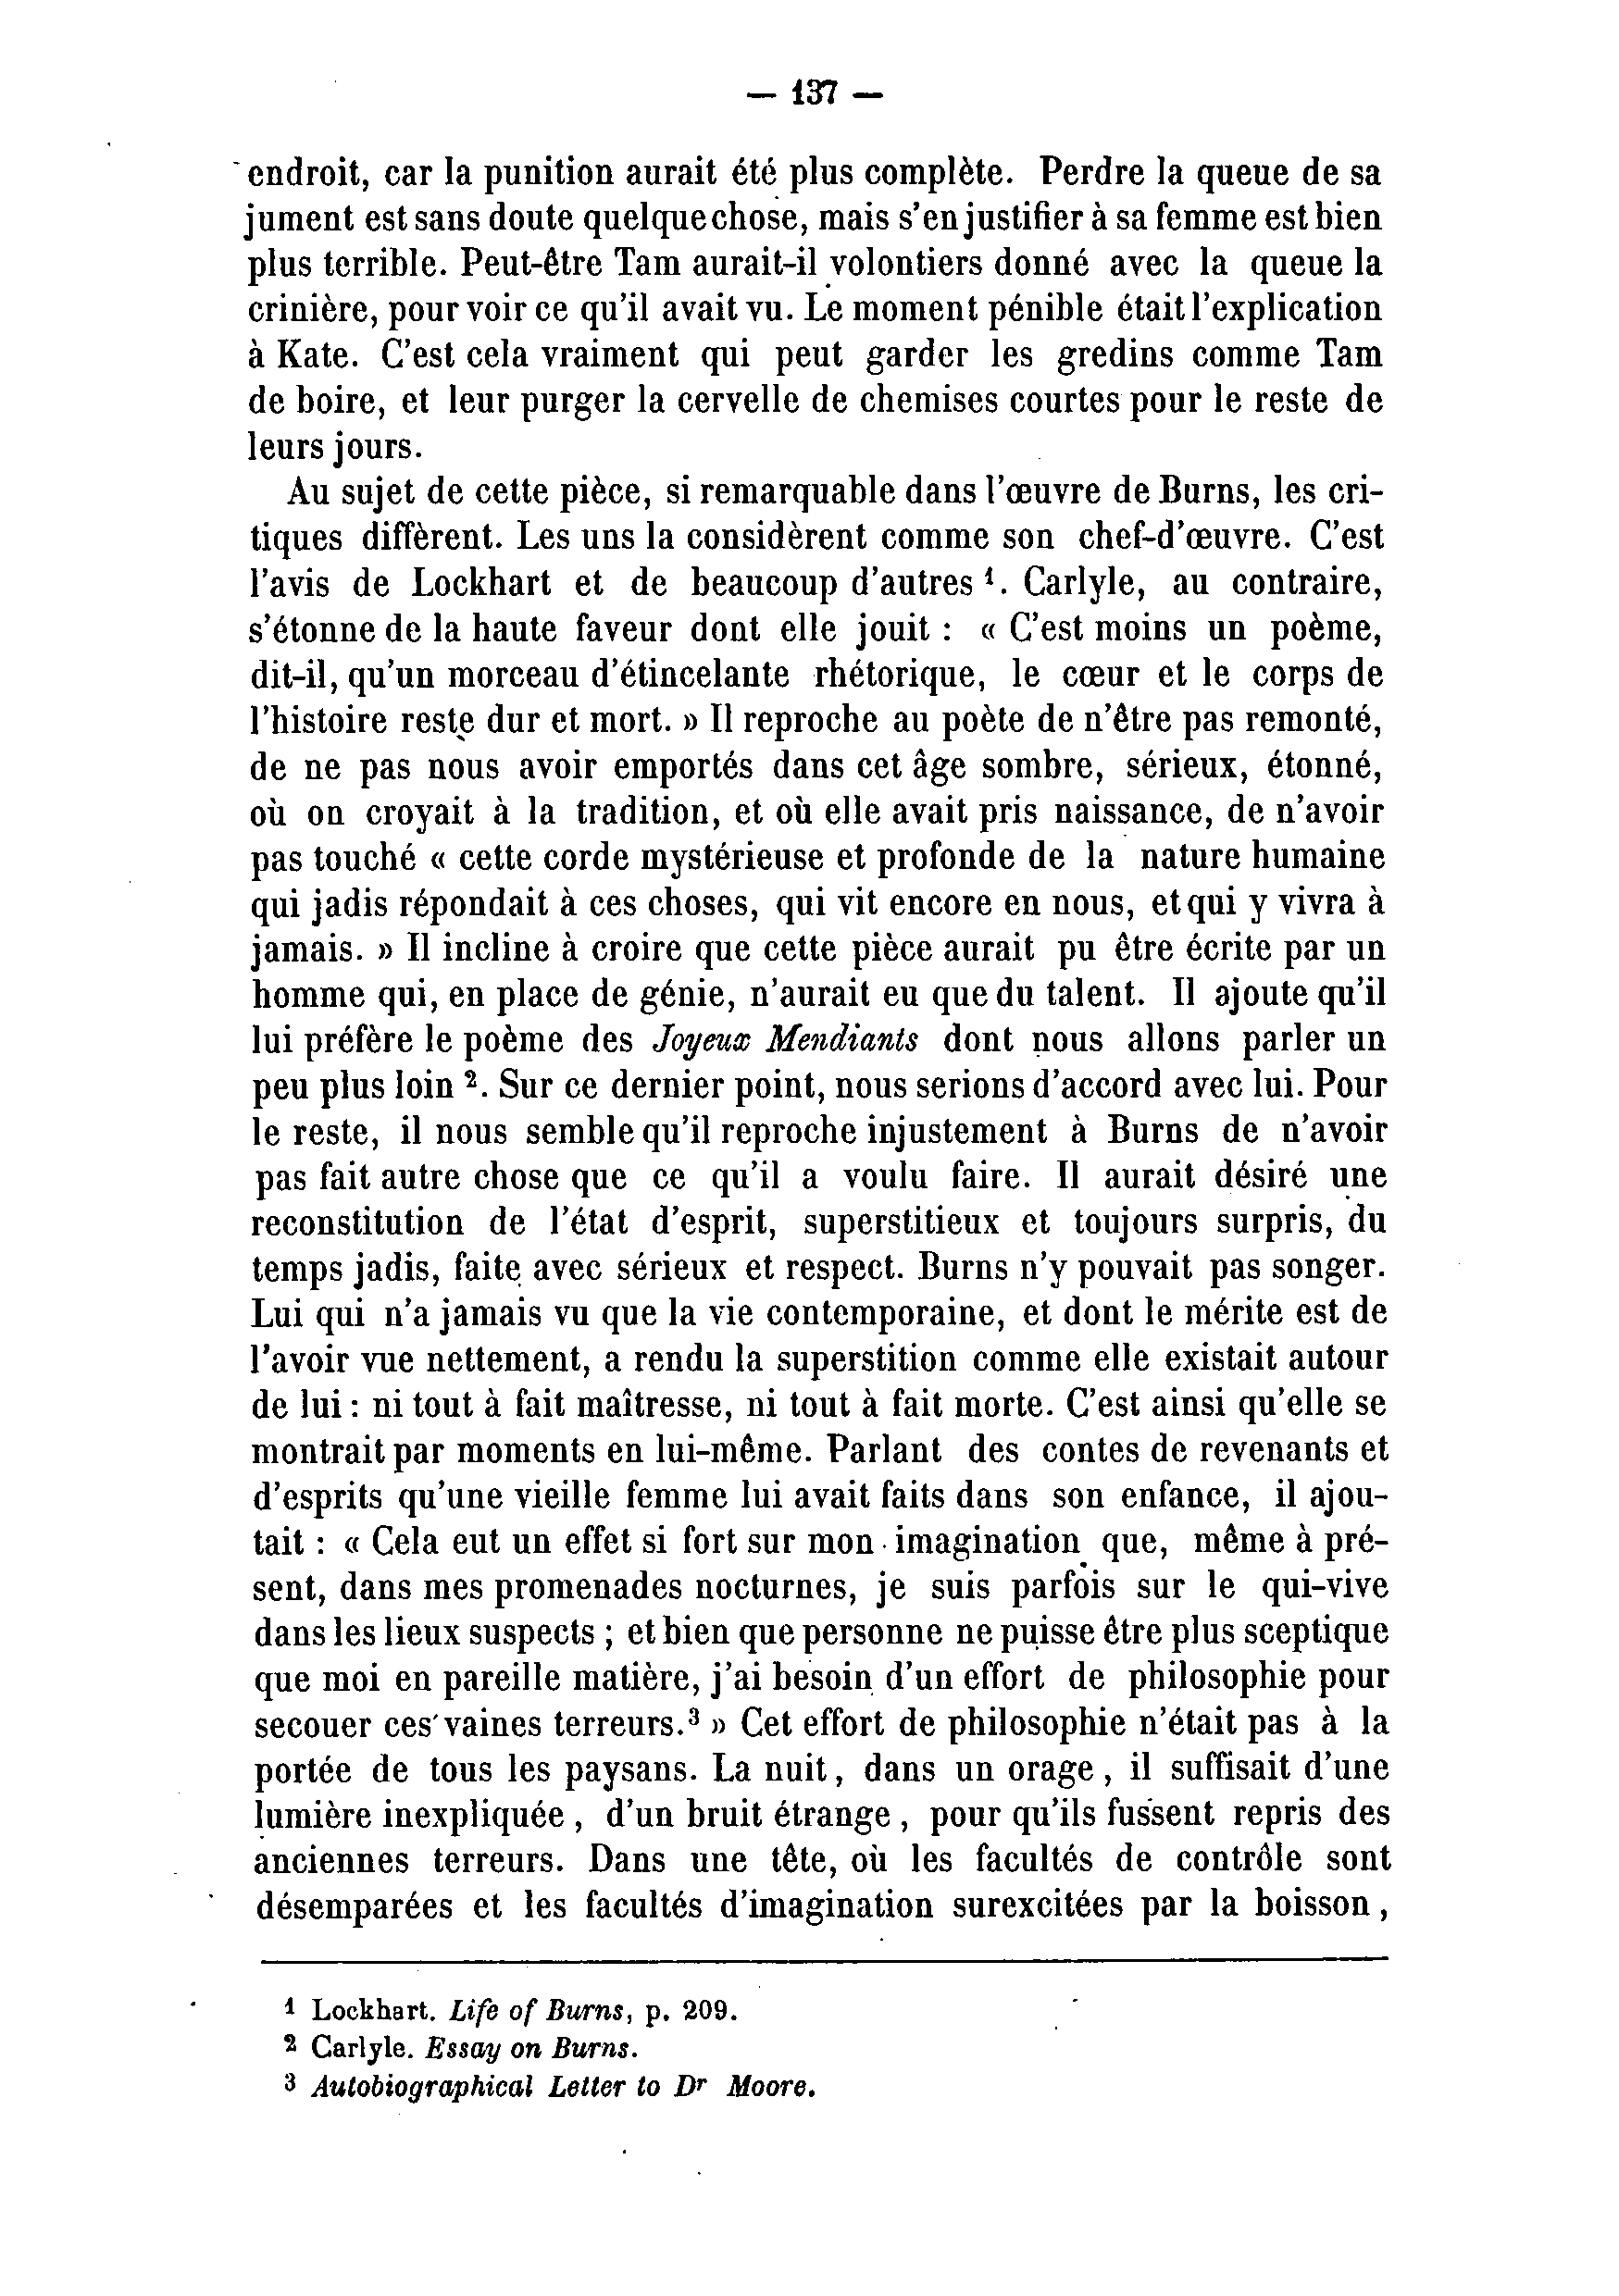 — 137 —
endroit, car la punition aurait été plus complète. Perdre la queue de sa
jument est sans doute quelque chose, mais s'en justifier à sa femme est bien
plus terrible. Peut-être Tam aurait-il volontiers donné avec la queue la
crinière, pour voir ce qu'il avait vu. Le moment pénible était l'explication
à Kate. C'est cela vraiment qui peut garder les gredins comme Tam
de boire, et leur purger la cervelle de chemises courtes pour le reste de
leurs jours.
Au sujet de cette pièce, si remarquable dans l'œuvre de Burns, les cri-
tiques diffèrent. Les uns la considèrent comme son chef-d'œuvre. C'est
l'avis de Lockhart et de beaucoup d'autres ¹. Carlyle, au contraire,
s'étonne de la haute faveur dont elle jouit : « C'est moins un poème,
dit-il, qu'un morceau d'étincelante rhétorique, le cœur et le corps de
l'histoire reste dur et mort. » Il reproche au poète de n'être pas remonté,
de ne pas nous avoir emportés dans cet âge sombre, sérieux, étonné,
où on croyait à la tradition, et où elle avait pris naissance, de n'avoir
pas touché « cette corde mystérieuse et profonde de la nature humaine
qui jadis répondait à ces choses, qui vit encore en nous, et qui y vivra à
jamais. » Il incline à croire que cette pièce aurait pu être écrite par un
homme qui, en place de génie, n'aurait eu que du talent. Il ajoute qu'il
lui préfère le poème des Joyeux Mendiants dont nous allons parler un
peu plus loin ². Sur ce dernier point, nous serions d'accord avec lui. Pour
le reste, il nous semble qu'il reproche injustement à Burns de n'avoir
pas fait autre chose que ce qu'il a voulu faire. Il aurait désiré une
reconstitution de l'état d'esprit, superstitieux et toujours surpris, du
temps jadis, faite avec sérieux et respect. Burns n'y pouvait pas songer.
Lui qui n'a jamais vu que la vie contemporaine, et dont le mérite est de
l'avoir vue nettement, a rendu la superstition comme elle existait autour
de lui : ni tout à fait maîtresse, ni tout à fait morte. C'est ainsi qu'elle se
montrait par moments en lui-même. Parlant des contes de revenants et
d'esprits qu'une vieille femme lui avait faits dans son enfance, il ajou-
tait : « Cela eut un effet si fort sur mon imagination que, même à pré-
sent, dans mes promenades nocturnes, je suis parfois sur le qui-vive
dans les lieux suspects ; et bien que personne ne puisse être plus sceptique
que moi en pareille matière, j'ai besoin d'un effort de philosophie pour
secouer ces vaines terreurs.³ » Cet effort de philosophie n'était pas à la
portée de tous les paysans. La nuit, dans un orage, il suffisait d'une
lumière inexpliquée, d'un bruit étrange, pour qu'ils fussent repris des
anciennes terreurs. Dans une tête, où les facultés de contrôle sont
désemparées et les facultés d'imagination surexcitées par la boisson,
¹ Lockhart. Life of Burns, p. 209.
² Carlyle. Essay on Burns.
³ Autobiographical Letter to Dr Moore.